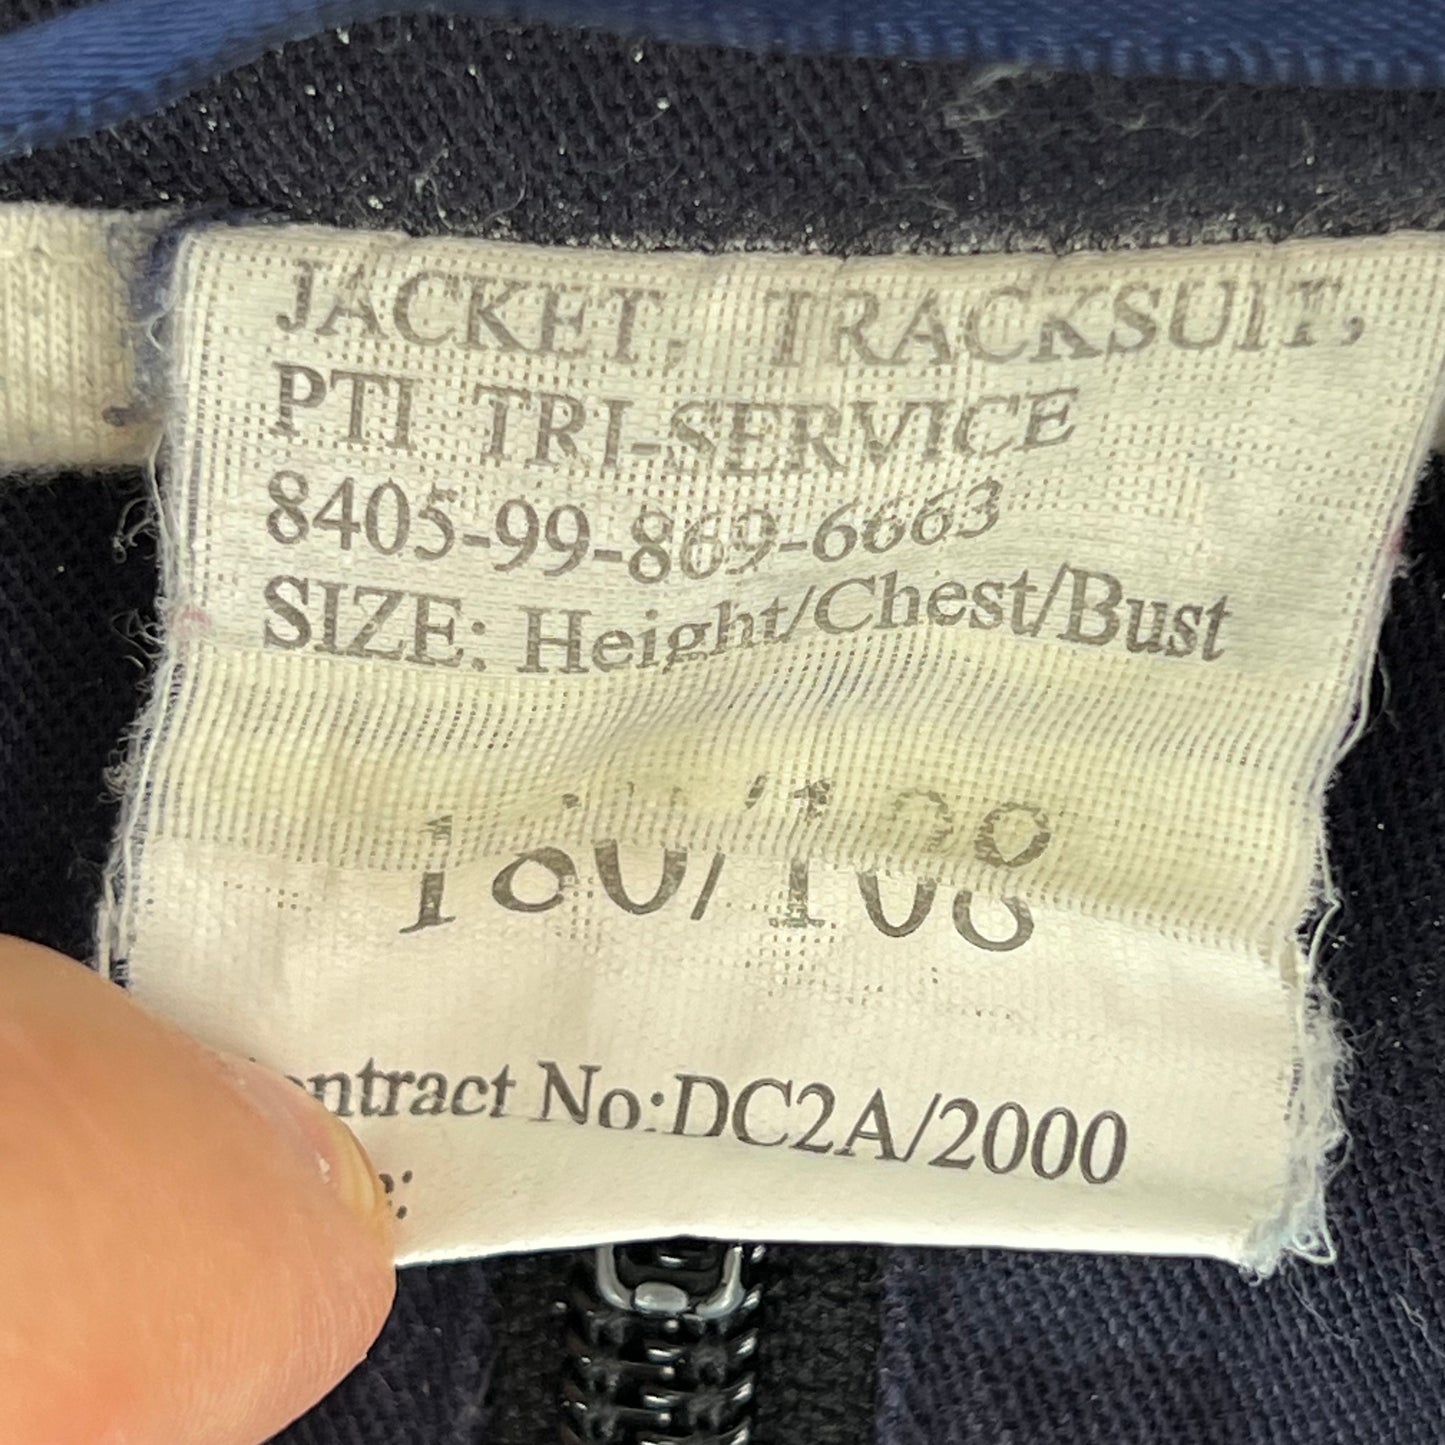 JACKET, TRACKSUIT,
PTI TRI-SERVICE
8405-99-869-6663
SIZE: Height/Chest/Bust
180/108
Contract No:DC2A/2000